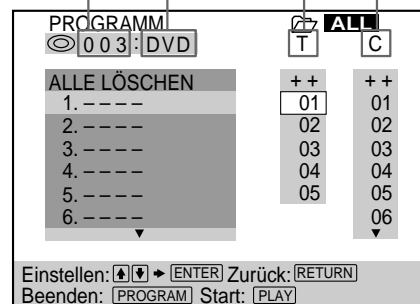 PROGRAMM ALL
003:DVD T C
ALLE LÖSCHEN ++ ++
1. – – – – 01 01
2. – – – – 02 02
3. – – – – 03 03
4. – – – – 04 04
5. – – – – 05 05
6. – – – – 06
Einstellen: ENTER Zurück: RETURN
Beenden: PROGRAM Start: PLAY